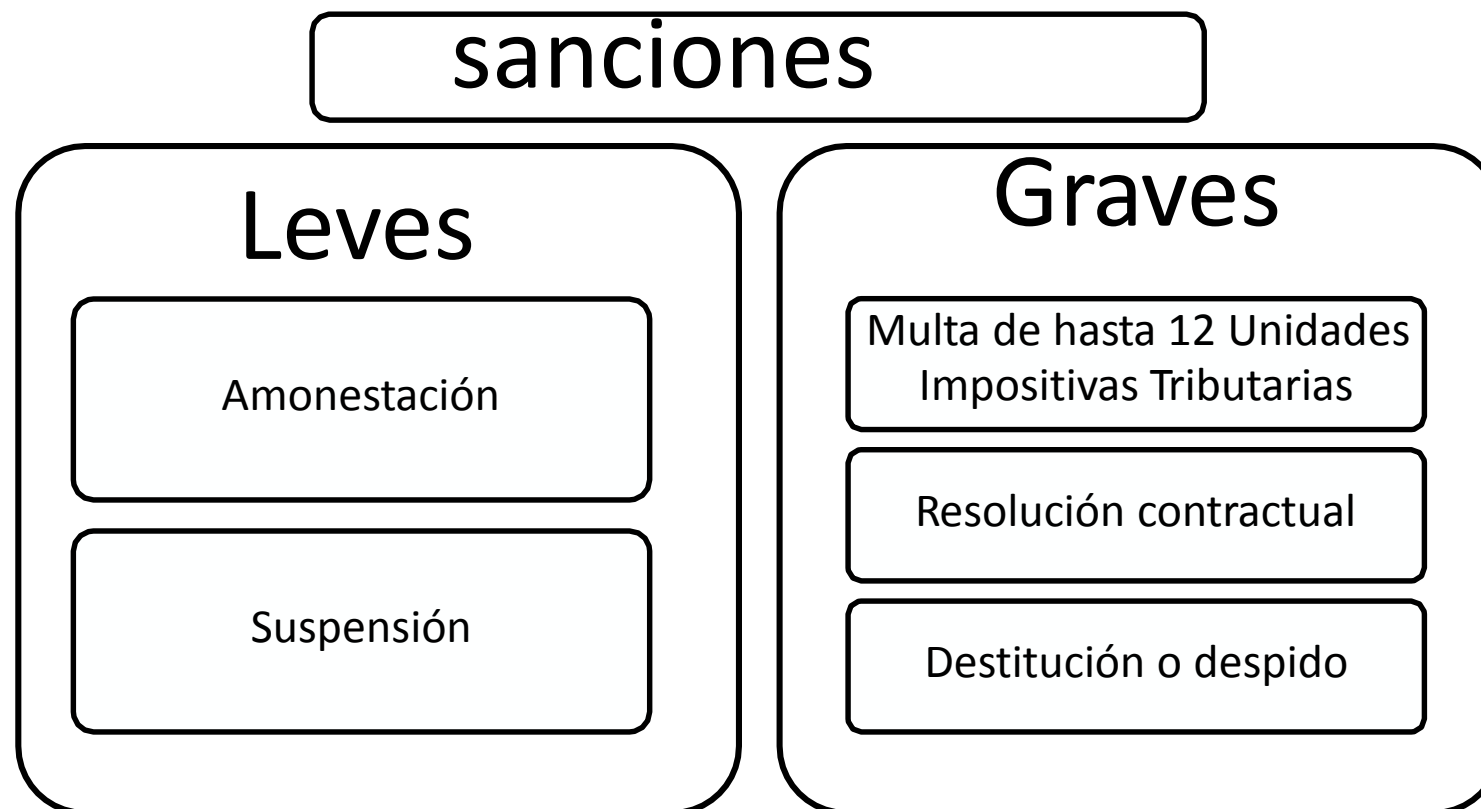 sanciones
Leves
Amonestación
Suspensión
Graves
Multa de hasta 12 Unidades
Impositivas Tributarias
Resolución contractual
Destitución o despido